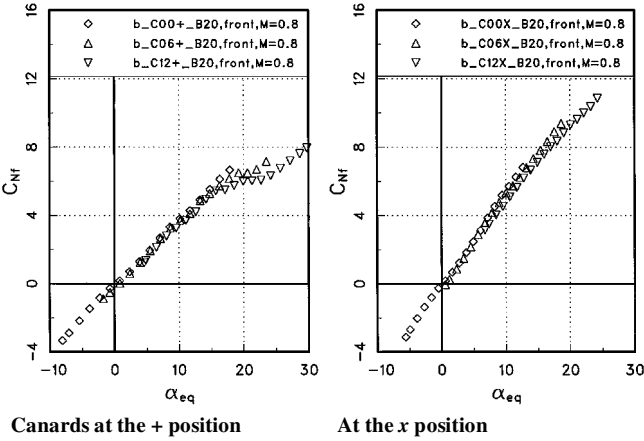 16
12
8
4
0
−4
C_Nf
b_C00+_B20,front,M=0.8
b_C06+_B20,front,M=0.8
b_C12+_B20,front,M=0.8
−10 0 10 20 30
α_eq
Canards at the + position
16
12
8
4
0
−4
C_Nf
b_C00X_B20,front,M=0.8
b_C06X_B20,front,M=0.8
b_C12X_B20,front,M=0.8
−10 0 10 20 30
α_eq
At the x position